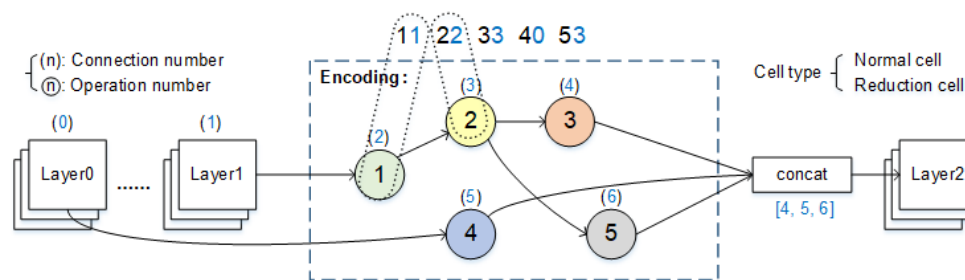 11 22 33 40 53
(n): Connection number
ⓝ: Operation number
Encoding:
Cell type
Normal cell
Reduction cell
(0)
(1)
(2)
(3)
(4)
Layer0
......
Layer1
1
2
3
(5)
(6)
4
5
concat
[4, 5, 6]
Layer2